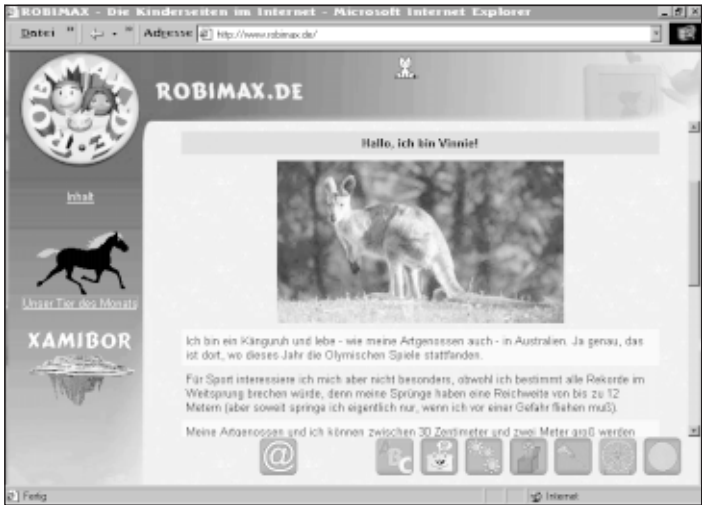 ROBIMAX - Die Kinderseiten im Internet - Microsoft Internet Explorer
Datei
Adresse http://www.robimax.de/
ROBIMAX.DE
ROBIMAX.DE
Hallo, ich bin Vinnie!
Inhalt
Unser Tier des Monats
XAMIBOR
Ich bin ein Känguruh und lebe - wie meine Artgenossen auch - in Australien. Ja genau, das
ist dort, wo dieses Jahr die Olymischen Spiele stattfanden.
Für Sport interessiere ich mich aber nicht besonders, obwohl ich bestimmt alle Rekorde im
Weitsprung brechen würde, denn meine Sprünge haben eine Reichweite von bis zu 12
Metern (aber soweit springe ich eigentlich nur, wenn ich vor einer Gefahr fliehen muß).
Meine Artgenossen und ich können zwischen 30 Zentimeter und zwei Meter groß werden
@
ABC
Fertig
Internet